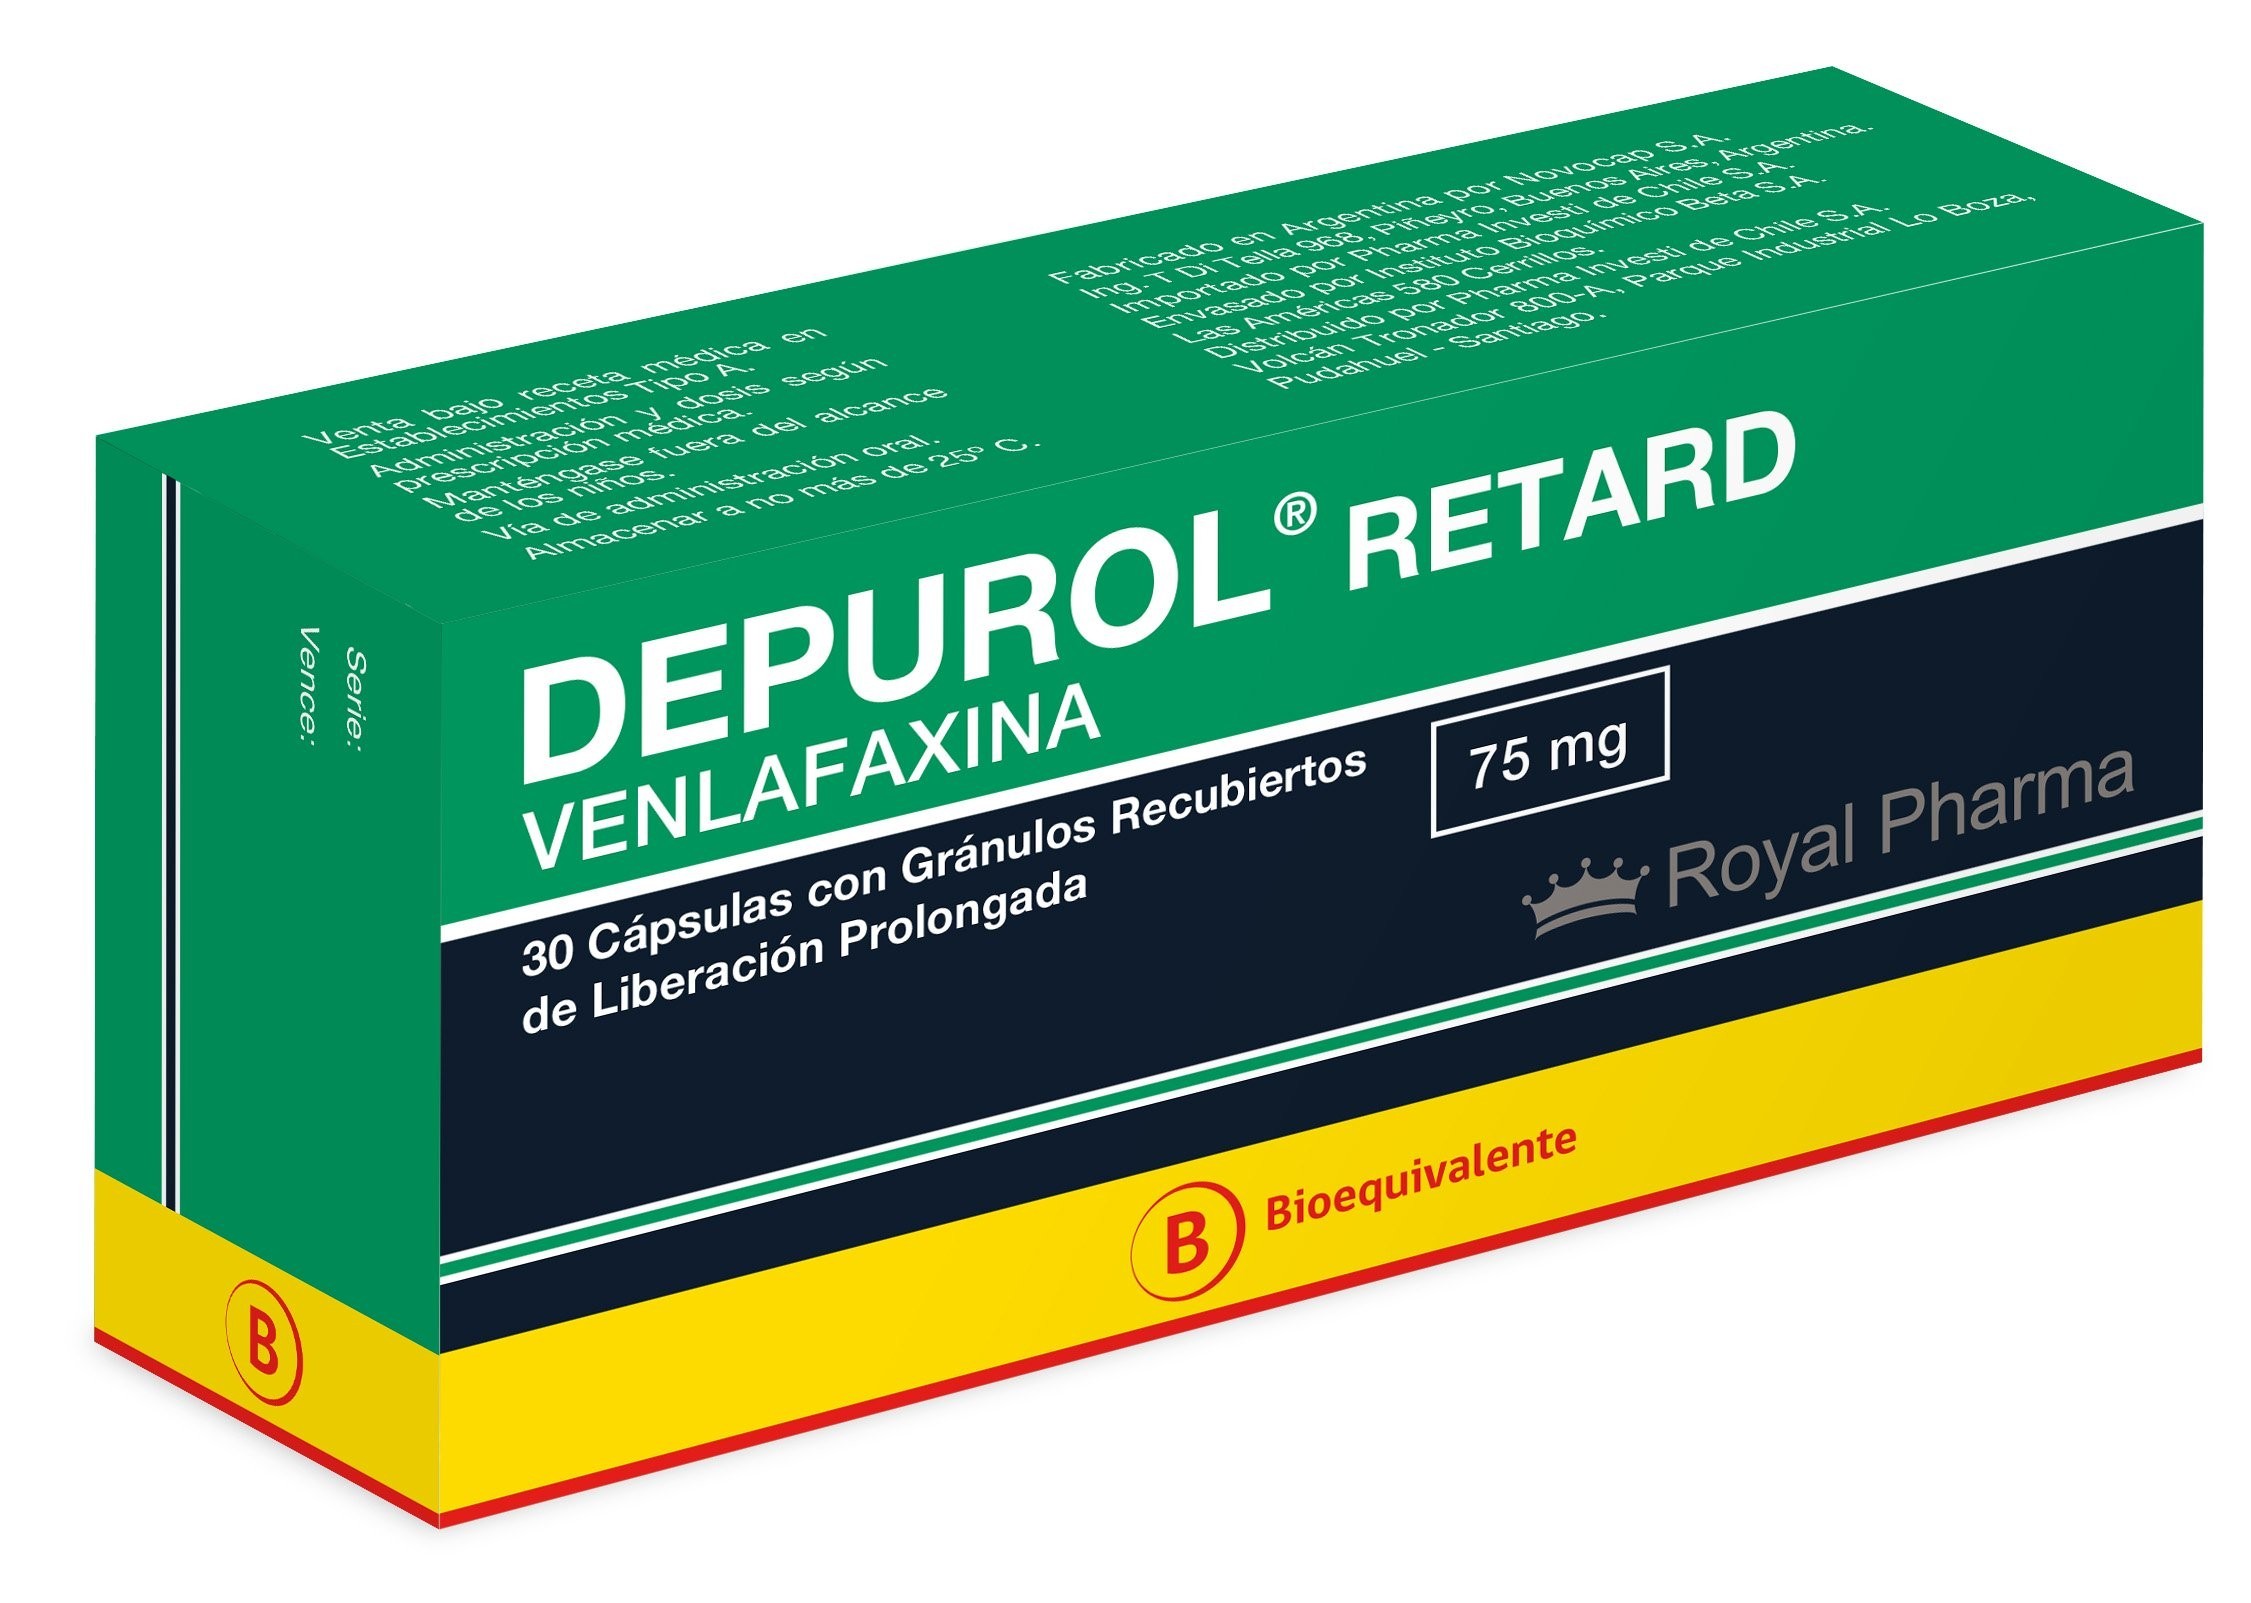 Venta bajo receta médica en
Establecimientos Tipo A.
Administración y dosis según
prescripción médica.
Manténgase fuera del alcance
de los niños.
Vía de administración oral.
Almacenar a no más de 25º C.
Fabricado en Argentina por Novocap S.A.
Ing. T Di Tella 968, Piñeyro, Buenos Aires, Argentina.
Importado por Pharma Investi de Chile S.A.
Envasado por Instituto Bioquímico Beta S.A.
Las Américas 580 Cerrillos.
Distribuido por Pharma Investi de Chile S.A.
Volcán Tronador 800-A, Parque Industrial Lo Boza,
Pudahuel - Santiago.
Serie:
Vence:
DEPUROL® RETARD
VENLAFAXINA
30 Cápsulas con Gránulos Recubiertos
de Liberación Prolongada
75 mg
Royal Pharma
B Bioequivalente
B